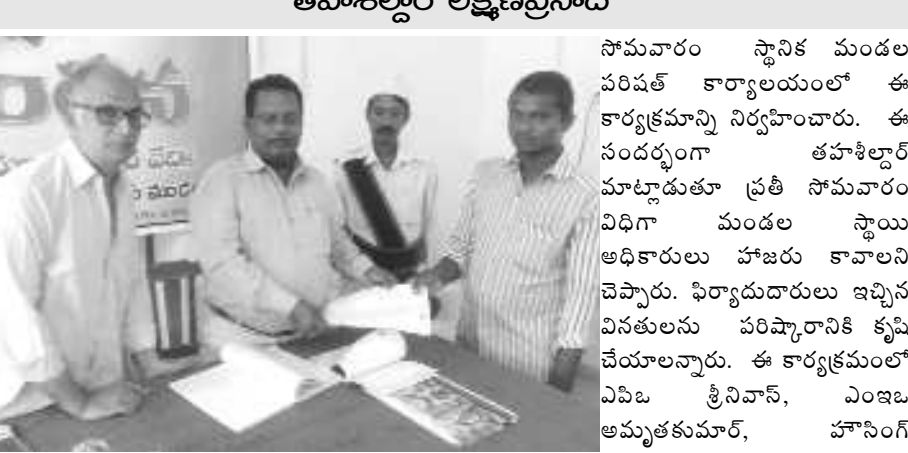 తహశీల్దార్ లక్ష్మణప్రసాద్
సోమవారం స్థానిక మండల
పరిషత్ కార్యాలయంలో ఈ
కార్యక్రమాన్ని నిర్వహించారు. ఈ
సందర్భంగా తహశీల్దార్
మాట్లాడుతూ ప్రతీ సోమవారం
విధిగా మండల స్థాయి
అధికారులు హాజరు కావాలని
చెప్పారు. ఫిర్యాదుదారులు ఇచ్చిన
వినతులను పరిష్కారానికి కృషి
చేయాలన్నారు. ఈ కార్యక్రమంలో
ఎపిఒ శ్రీనివాస్, ఎంఇఒ
అమృతకుమార్, హౌసింగ్